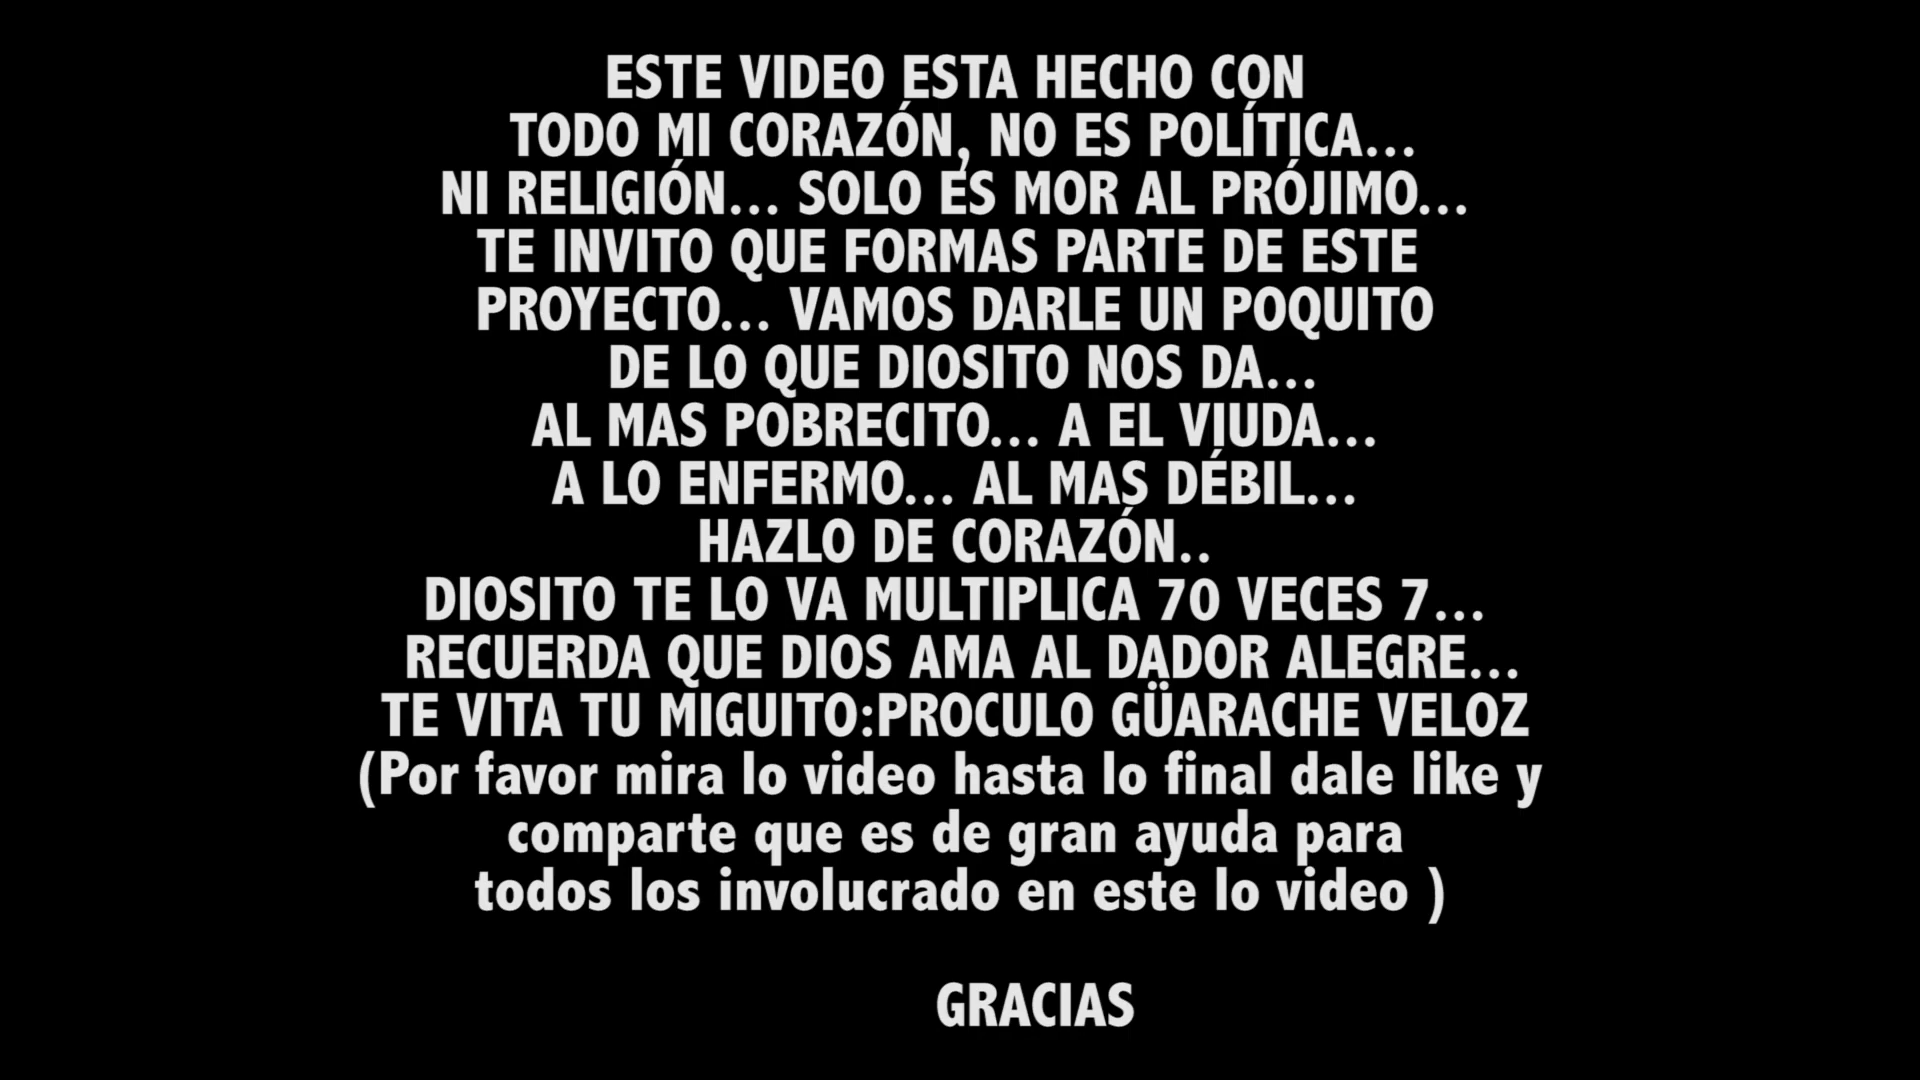 ESTE VIDEO ESTA HECHO CON
TODO MI CORAZÓN, NO ES POLÍTICA...
NI RELIGIÓN... SOLO ES MOR AL PRÓJIMO...
TE INVITO QUE FORMAS PARTE DE ESTE
PROYECTO... VAMOS DARLE UN POQUITO
DE LO QUE DIOSITO NOS DA...
AL MAS POBRECITO... A EL VIUDA...
A LO ENFERMO... AL MAS DÉBIL...
HAZLO DE CORAZÓN..
DIOSITO TE LO VA MULTIPLICA 70 VECES 7...
RECUERDA QUE DIOS AMA AL DADOR ALEGRE...
TE VITA TU MIGUITO:PROCULO GÜARACHE VELOZ
(Por favor mira lo video hasta lo final dale like y
comparte que es de gran ayuda para
todos los involucrado en este lo video )
GRACIAS